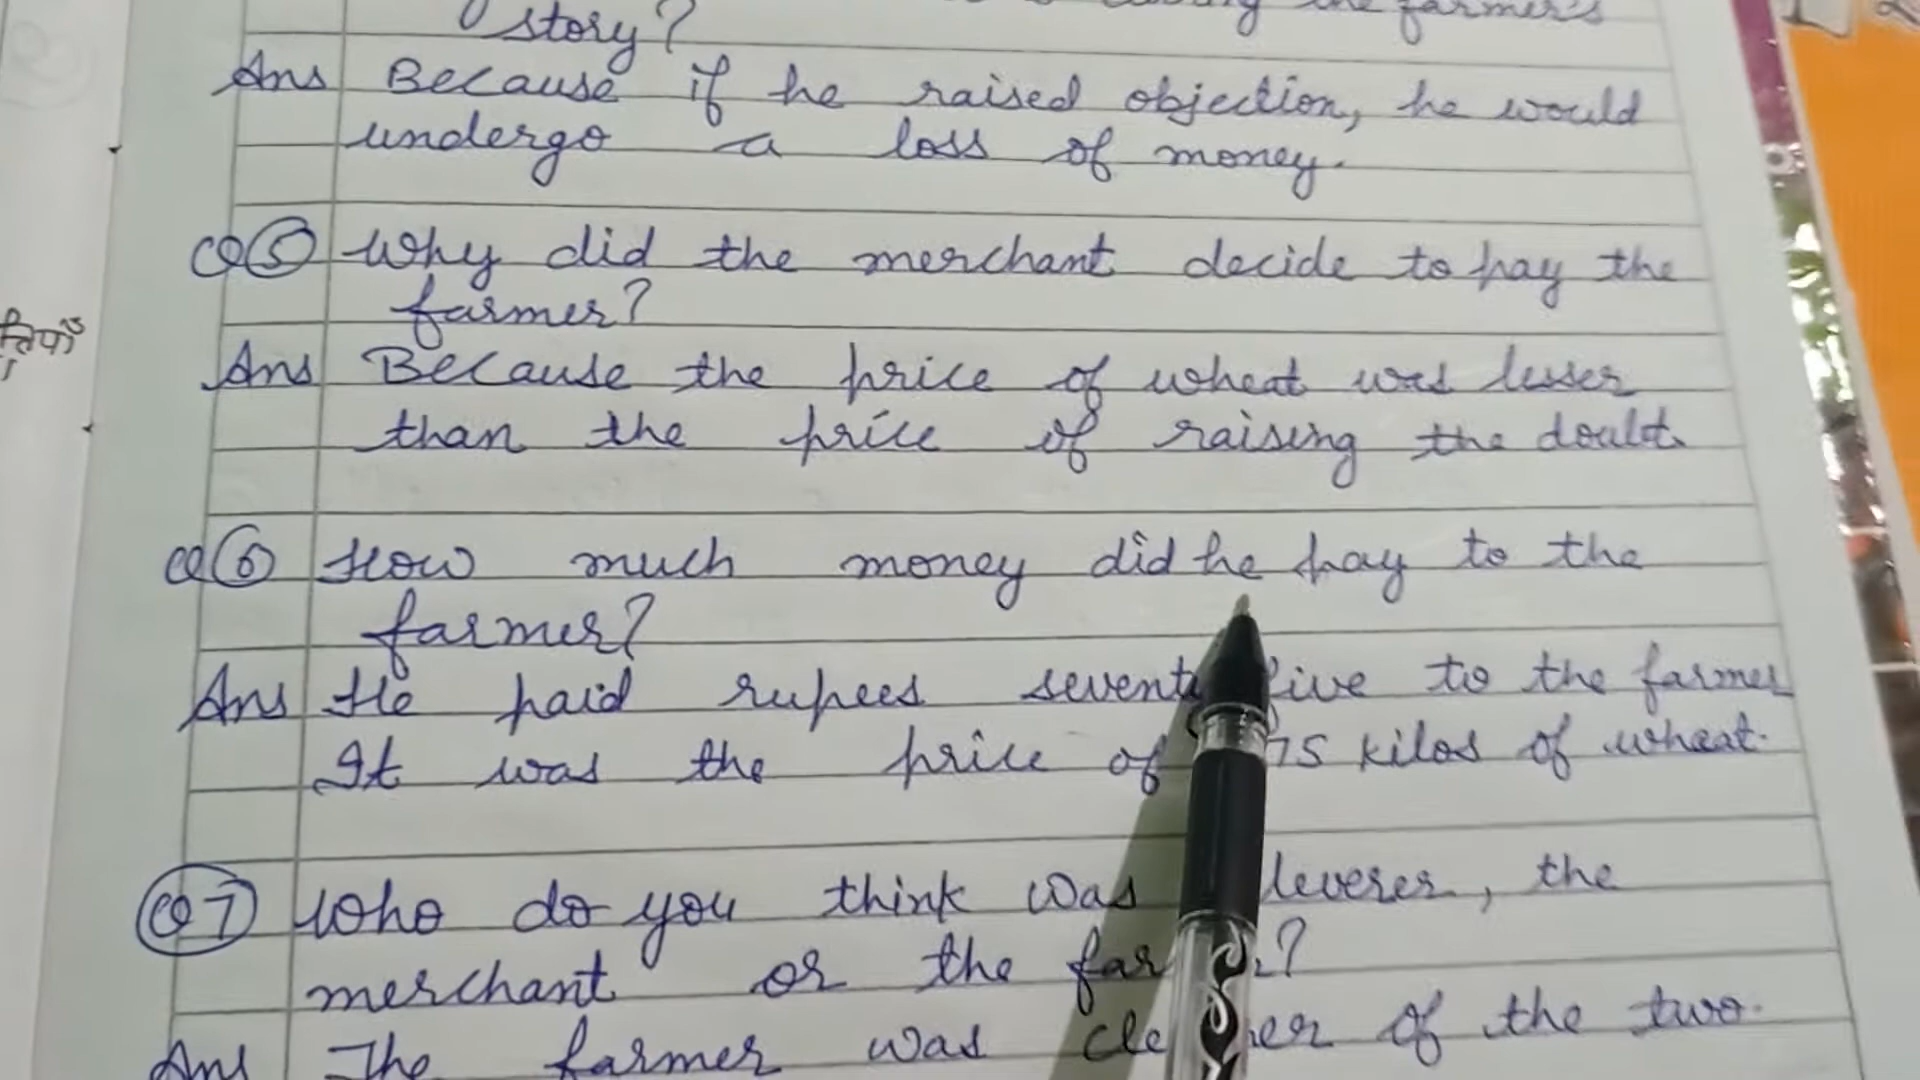 the farmer's
story?
Ans Because if he raised objection, he would
undergo a loss of money.
Q5 Why did the merchant decide to pay the
farmer?
Ans Because the price of wheat was lesser
than the price of raising the doubt.
Q6 How much money did he pay to the
farmer?
Ans He paid rupees seventy five to the farmer
It was the price of 75 kilos of wheat.
Q7 Who do you think was cleverer, the
merchant or the farmer?
Ans The farmer was cleverer of the two.